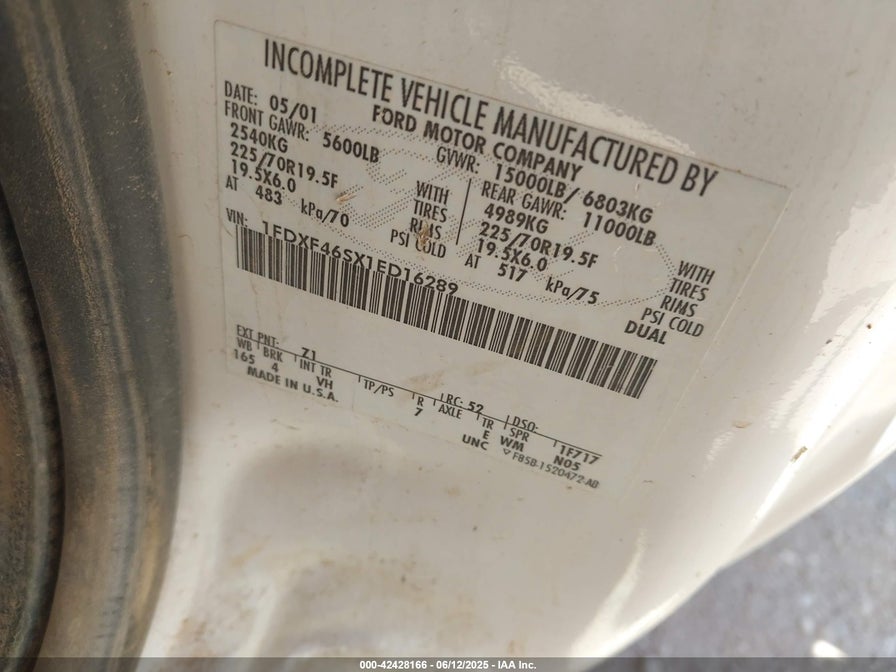 INCOMPLETE VEHICLE MANUFACTURED BY
FORD MOTOR COMPANY
DATE: 05/01 GVWR: 15000LB/ 6803KG
FRONT GAWR: 5600LB REAR GAWR: 11000LB
2540KG WITH 4989KG WITH
225/70R19.5F TIRES 225/70R19.5F TIRES
19.5X6.0 RIMS 19.5X6.0 RIMS
AT 483 kPa/70 PSI COLD AT 517 kPa/75 PSI COLD
DUAL
VIN: 1FDXF46SX1ED16289
EXT PNT: Z1 RC: 52 DSO:
WB BRK INT TR TP/PS R AXLE TR SPR 1F717
165 4 VH 7 E WM N05
MADE IN U.S.A. UNC
▽F85B-1520472-AB
000-42428166 - 06/12/2025 - IAA Inc.